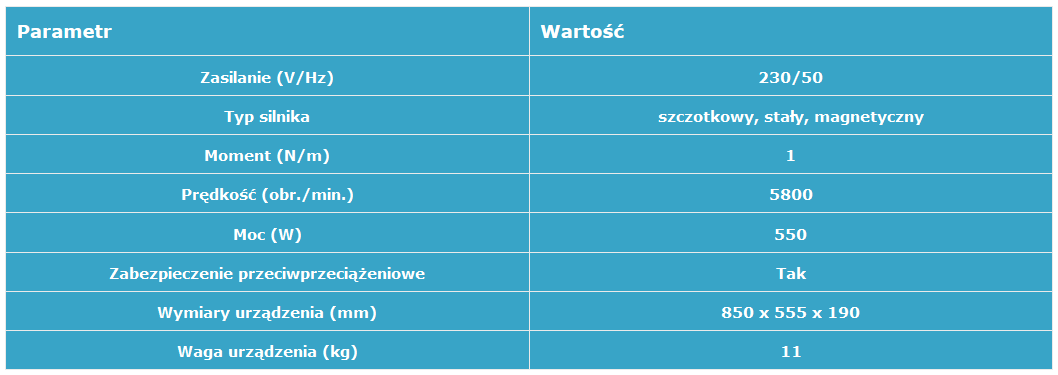 Parametr Wartość
Zasilanie (V/Hz) 230/50
Typ silnika szczotkowy, stały, magnetyczny
Moment (N/m) 1
Prędkość (obr./min.) 5800
Moc (W) 550
Zabezpieczenie przeciwprzeciążeniowe Tak
Wymiary urządzenia (mm) 850 x 555 x 190
Waga urządzenia (kg) 11